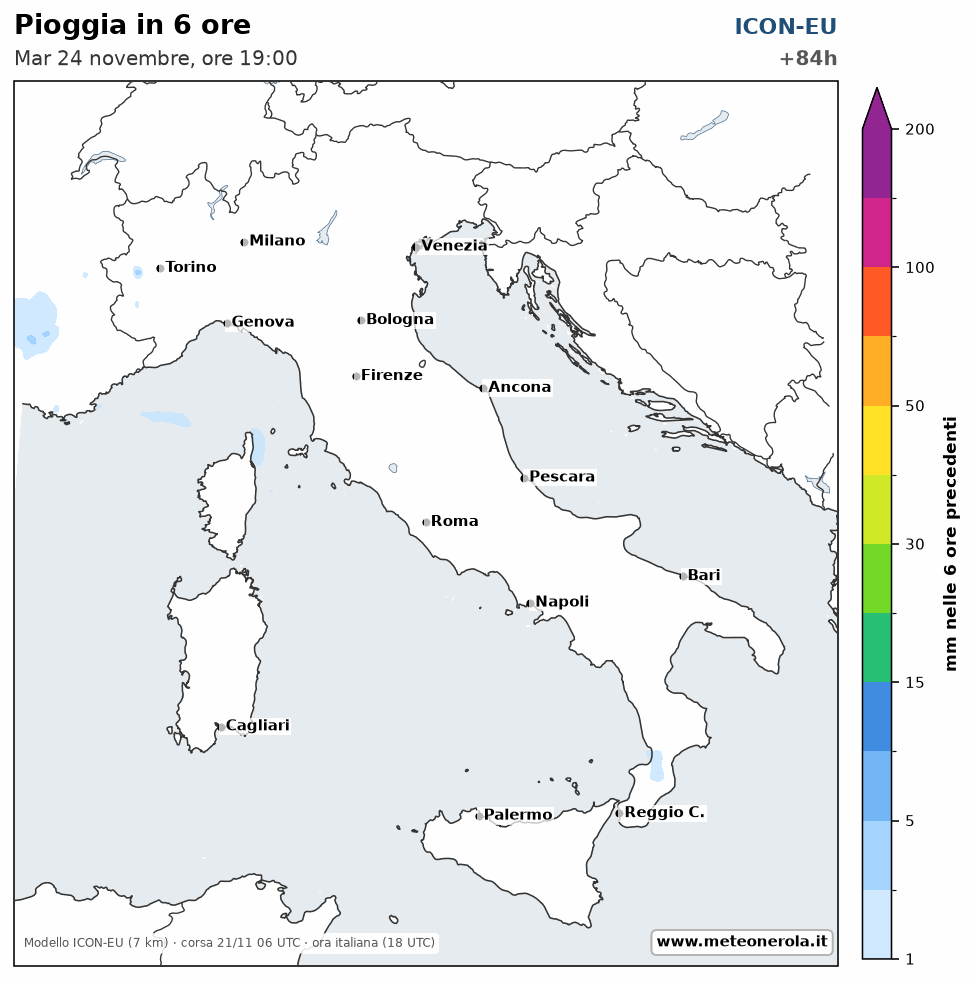 Pioggia in 6 ore
ICON-EU
Mar 24 novembre, ore 19:00
+84h
200
Milano
Venezia
Torino
100
Genova
Bologna
Firenze
Ancona
50
Pescara
Roma
30
Bari
Napoli
mm nelle 6 ore precedenti
15
Cagliari
Palermo
Reggio C.
5
Modello ICON-EU (7 km) · corsa 21/11 06 UTC · ora italiana (18 UTC)
www.meteonerola.it
1